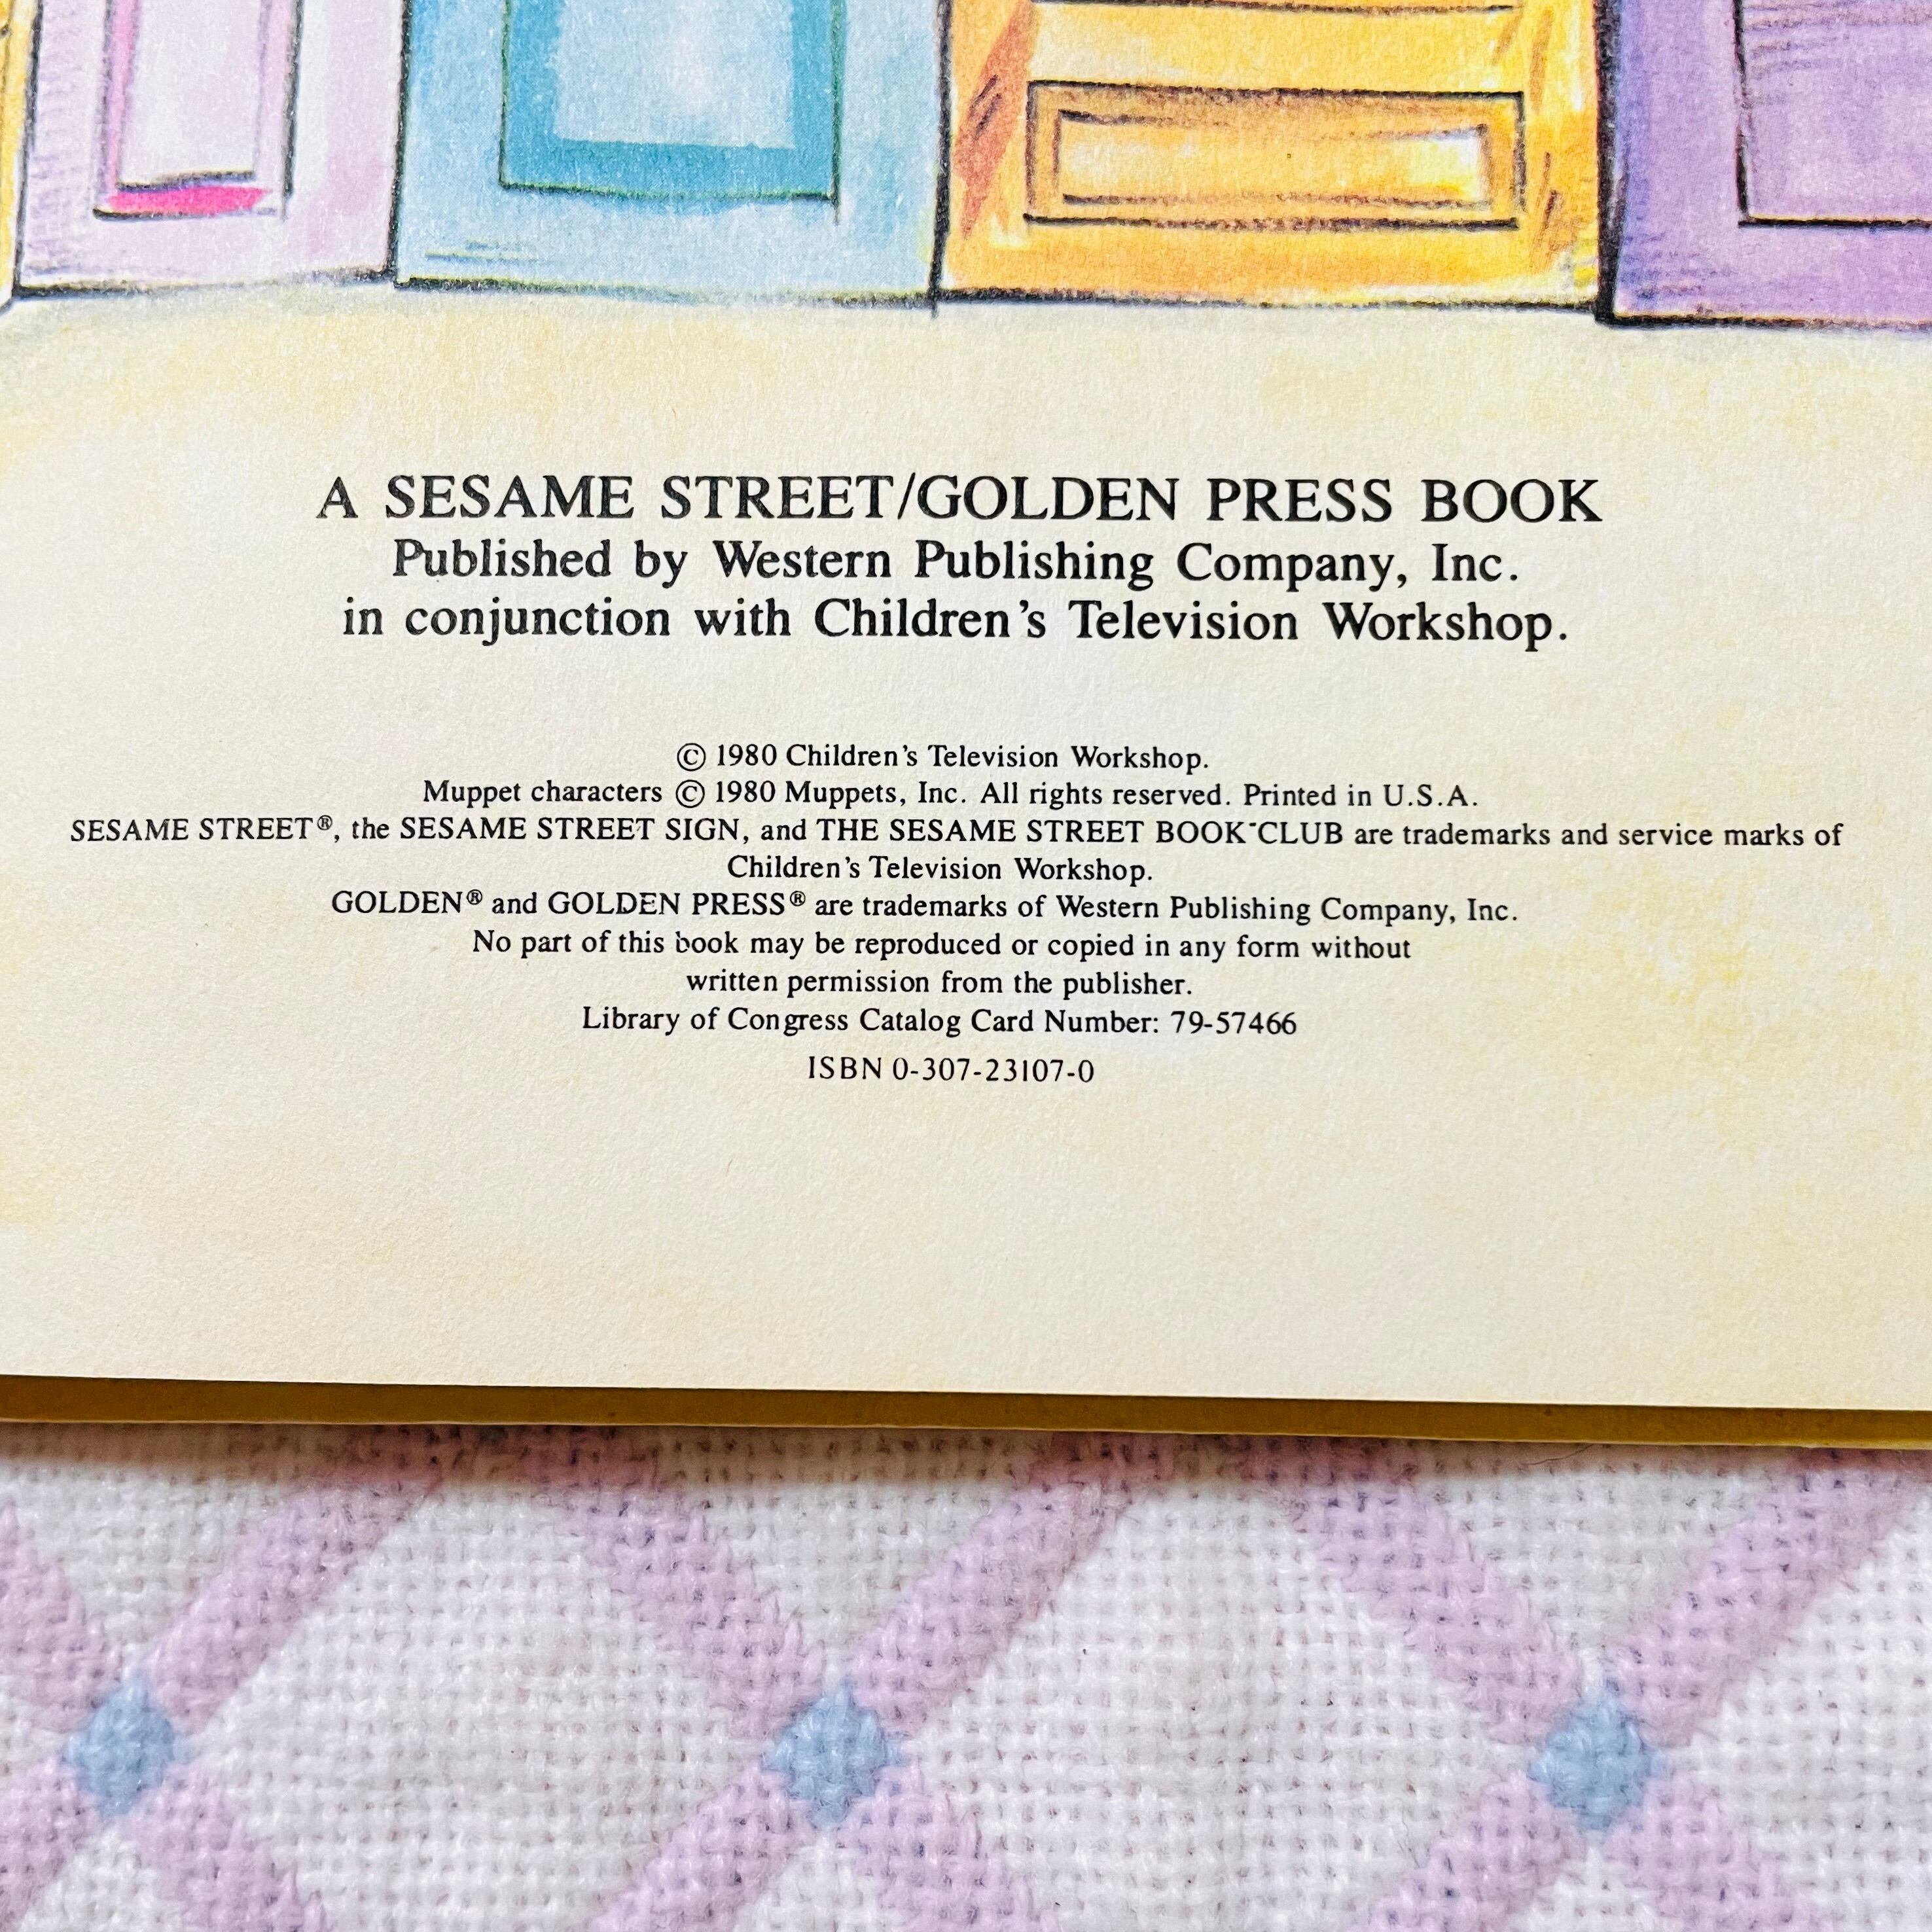 A SESAME STREET/GOLDEN PRESS BOOK
Published by Western Publishing Company, Inc.
in conjunction with Children's Television Workshop.
© 1980 Children's Television Workshop.
Muppet characters © 1980 Muppets, Inc. All rights reserved. Printed in U.S.A.
SESAME STREET®, the SESAME STREET SIGN, and THE SESAME STREET BOOK CLUB are trademarks and service marks of
Children's Television Workshop.
GOLDEN® and GOLDEN PRESS® are trademarks of Western Publishing Company, Inc.
No part of this book may be reproduced or copied in any form without
written permission from the publisher.
Library of Congress Catalog Card Number: 79-57466
ISBN 0-307-23107-0